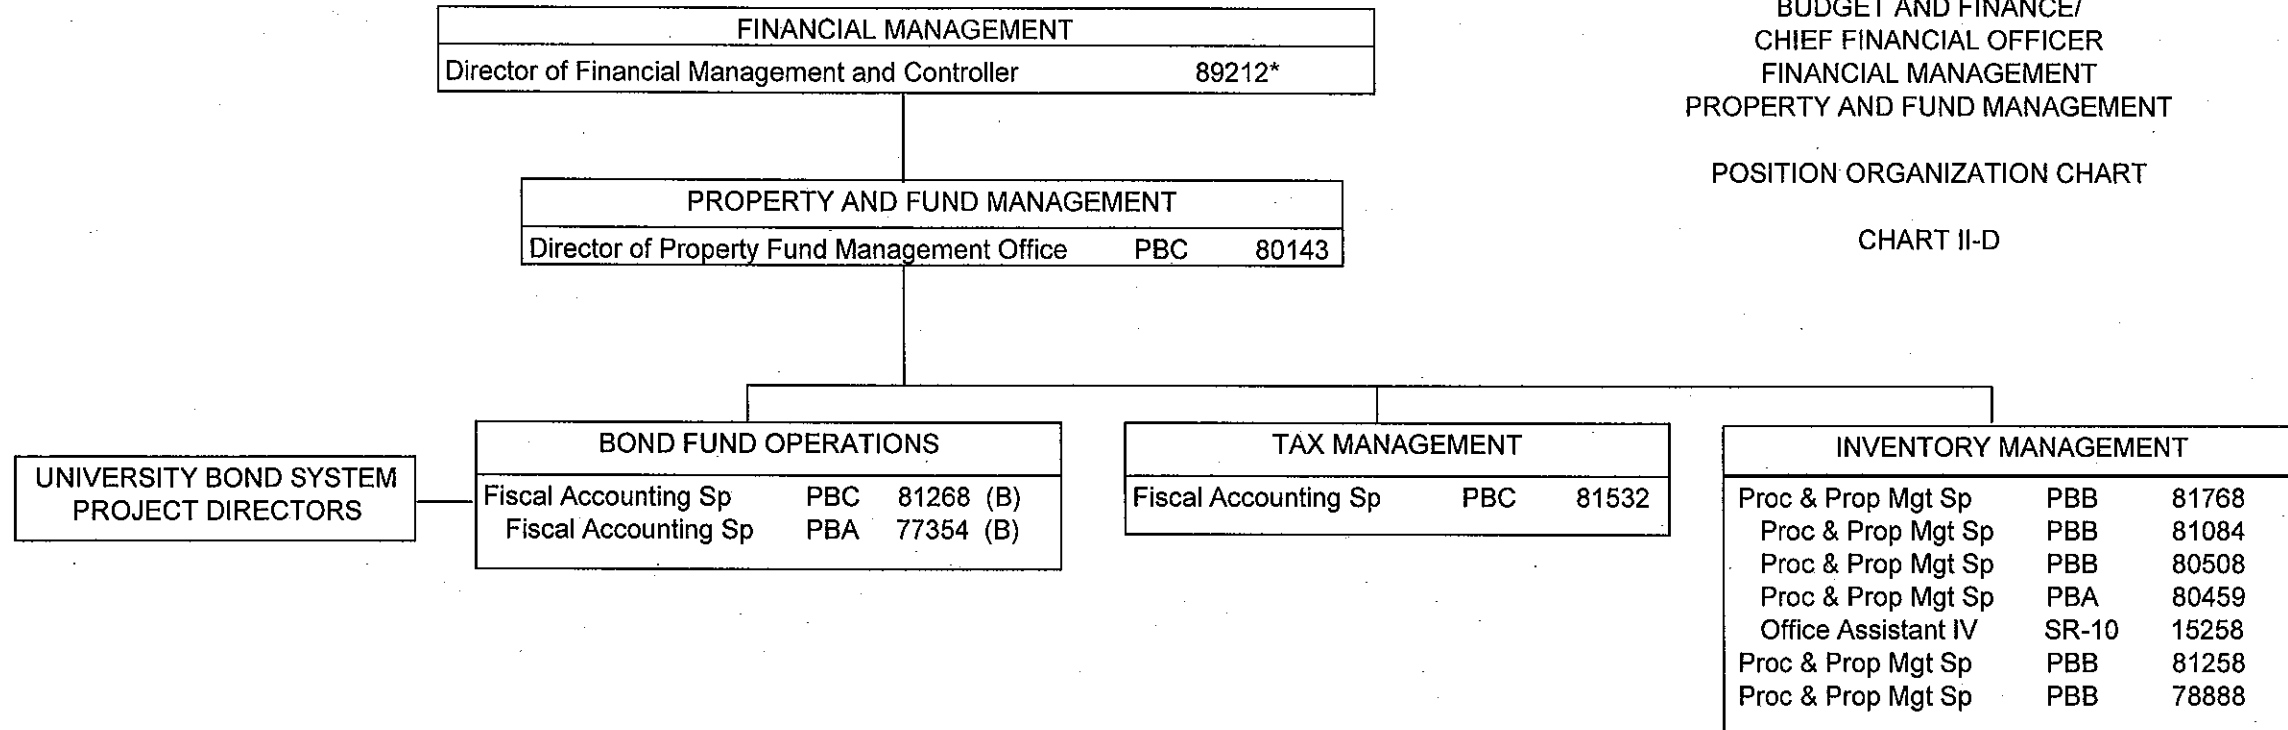 BUDGET AND FINANCE/
CHIEF FINANCIAL OFFICER
FINANCIAL MANAGEMENT
PROPERTY AND FUND MANAGEMENT
POSITION ORGANIZATION CHART
CHART II-D
FINANCIAL MANAGEMENT
Director of Financial Management and Controller 89212*
PROPERTY AND FUND MANAGEMENT
Director of Property Fund Management Office PBC 80143
UNIVERSITY BOND SYSTEM
PROJECT DIRECTORS
BOND FUND OPERATIONS
Fiscal Accounting Sp PBC 81268 (B)
Fiscal Accounting Sp PBA 77354 (B)
TAX MANAGEMENT
Fiscal Accounting Sp PBC 81532
INVENTORY MANAGEMENT
Proc & Prop Mgt Sp PBB 81768
Proc & Prop Mgt Sp PBB 81084
Proc & Prop Mgt Sp PBB 80508
Proc & Prop Mgt Sp PBA 80459
Office Assistant IV SR-10 15258
Proc & Prop Mgt Sp PBB 81258
Proc & Prop Mgt Sp PBB 78888